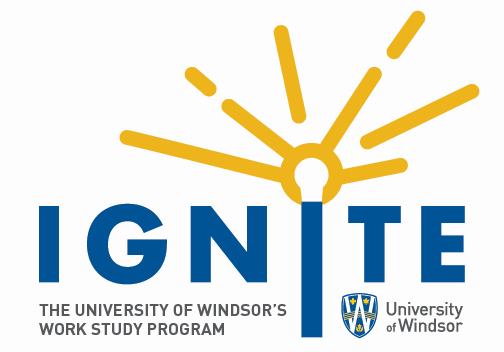 IGNITE
THE UNIVERSITY OF WINDSOR'S
WORK STUDY PROGRAM
University
of Windsor